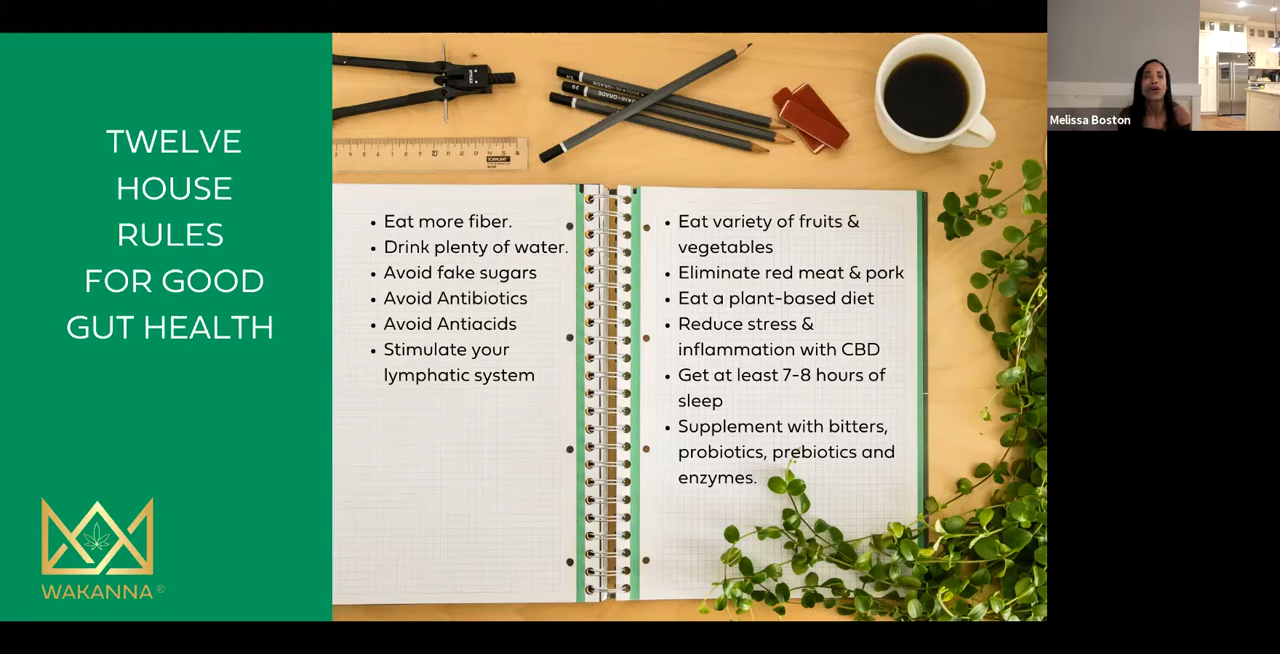 TWELVE
HOUSE
RULES
FOR GOOD
GUT HEALTH
WAKANNA®
Eat more fiber.
Drink plenty of water.
Avoid fake sugars
Avoid Antibiotics
Avoid Antiacids
Stimulate your
lymphatic system
Eat variety of fruits &
vegetables
Eliminate red meat & pork
Eat a plant-based diet
Reduce stress &
inflammation with CBD
Get at least 7-8 hours of
sleep
Supplement with bitters,
probiotics, prebiotics and
enzymes.
Melissa Boston